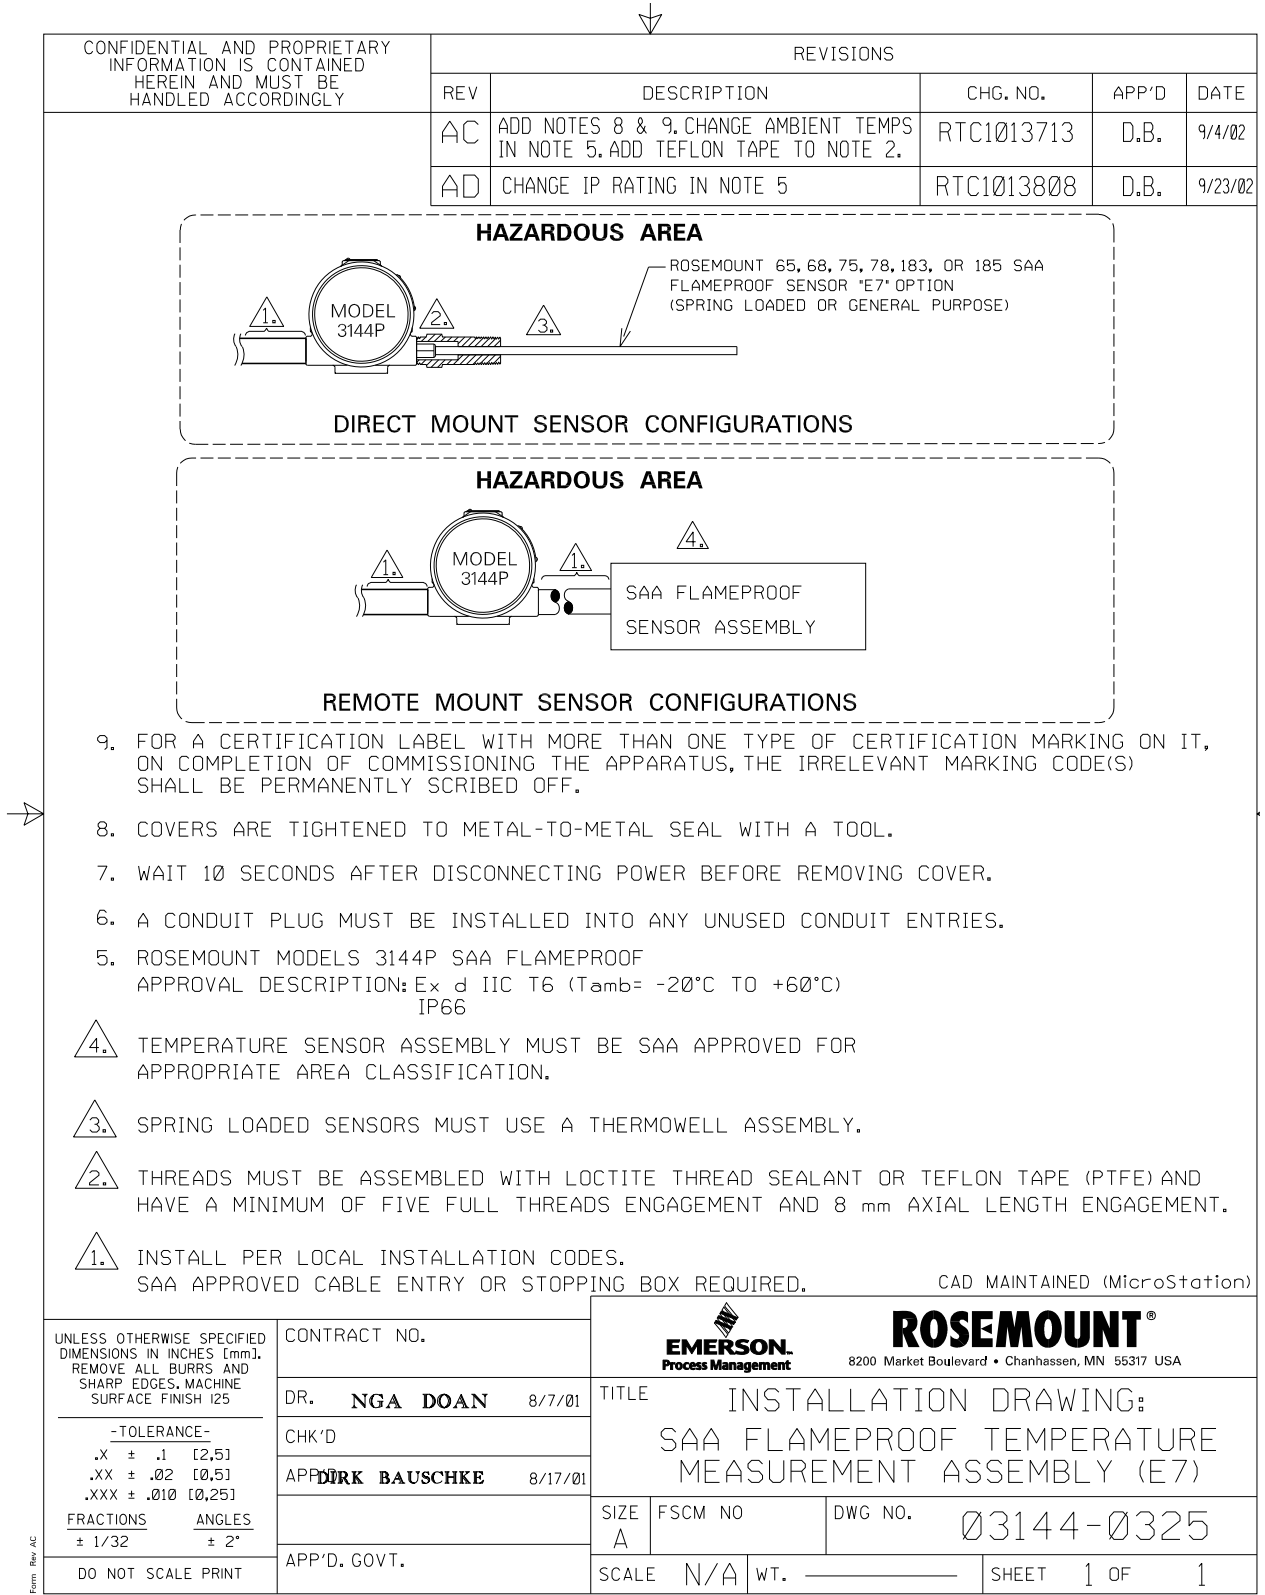 CONFIDENTIAL AND PROPRIETARY
INFORMATION IS CONTAINED
HEREIN AND MUST BE
HANDLED ACCORDINGLY
REVISIONS
REV DESCRIPTION CHG. NO. APP'D DATE
AC ADD NOTES 8 & 9. CHANGE AMBIENT TEMPS
IN NOTE 5. ADD TEFLON TAPE TO NOTE 2. RTC1013713 D.B. 9/4/02
AD CHANGE IP RATING IN NOTE 5 RTC1013808 D.B. 9/23/02
HAZARDOUS AREA
ROSEMOUNT 65, 68, 75, 78, 183, OR 185 SAA
FLAMEPROOF SENSOR "E7" OPTION
(SPRING LOADED OR GENERAL PURPOSE)
1. MODEL
3144P
2. 3.
DIRECT MOUNT SENSOR CONFIGURATIONS
HAZARDOUS AREA
4.
1. MODEL
3144P
1.
SAA FLAMEPROOF
SENSOR ASSEMBLY
REMOTE MOUNT SENSOR CONFIGURATIONS
9. FOR A CERTIFICATION LABEL WITH MORE THAN ONE TYPE OF CERTIFICATION MARKING ON IT,
ON COMPLETION OF COMMISSIONING THE APPARATUS, THE IRRELEVANT MARKING CODE(S)
SHALL BE PERMANENTLY SCRIBED OFF.
8. COVERS ARE TIGHTENED TO METAL-TO-METAL SEAL WITH A TOOL.
7. WAIT 10 SECONDS AFTER DISCONNECTING POWER BEFORE REMOVING COVER.
6. A CONDUIT PLUG MUST BE INSTALLED INTO ANY UNUSED CONDUIT ENTRIES.
5. ROSEMOUNT MODELS 3144P SAA FLAMEPROOF
APPROVAL DESCRIPTION: Ex d IIC T6 (Tamb= -20°C TO +60°C)
IP66
4. TEMPERATURE SENSOR ASSEMBLY MUST BE SAA APPROVED FOR
APPROPRIATE AREA CLASSIFICATION.
3. SPRING LOADED SENSORS MUST USE A THERMOWELL ASSEMBLY.
2. THREADS MUST BE ASSEMBLED WITH LOCTITE THREAD SEALANT OR TEFLON TAPE (PTFE) AND
HAVE A MINIMUM OF FIVE FULL THREADS ENGAGEMENT AND 8 mm AXIAL LENGTH ENGAGEMENT.
1. INSTALL PER LOCAL INSTALLATION CODES.
SAA APPROVED CABLE ENTRY OR STOPPING BOX REQUIRED.
CAD MAINTAINED (MicroStation)
UNLESS OTHERWISE SPECIFIED
DIMENSIONS IN INCHES [mm].
REMOVE ALL BURRS AND
SHARP EDGES. MACHINE
SURFACE FINISH 125
-TOLERANCE-
.X ± .1 [2,5]
.XX ± .02 [0,5]
.XXX ± .010 [0,25]
FRACTIONS ANGLES
± 1/32 ± 2°
DO NOT SCALE PRINT
Form Rev AC
CONTRACT NO.
DR. NGA DOAN 8/7/01
CHK'D
APP'D. DIRK BAUSCHKE 8/17/01
APP'D. GOVT.
EMERSON™
Process Management
ROSEMOUNT®
8200 Market Boulevard • Chanhassen, MN 55317 USA
TITLE INSTALLATION DRAWING:
SAA FLAMEPROOF TEMPERATURE
MEASUREMENT ASSEMBLY (E7)
SIZE
A
FSCM NO
DWG NO. 03144-0325
SCALE N/A WT. SHEET 1 OF 1